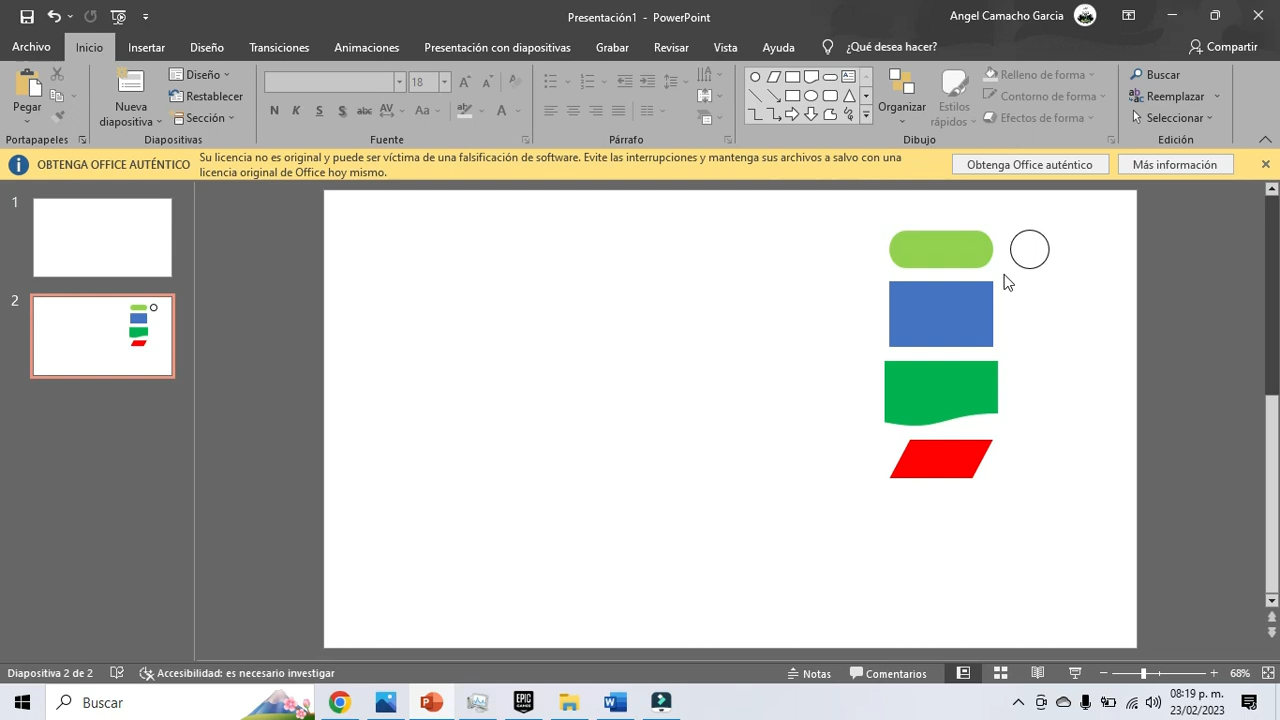 Presentación1 - PowerPoint
Angel Camacho Garcia
Archivo
Inicio
Insertar
Diseño
Transiciones
Animaciones
Presentación con diapositivas
Grabar
Revisar
Vista
Ayuda
¿Qué desea hacer?
Compartir
Pegar
Portapapeles
Nueva
diapositiva
Diseño
Restablecer
Sección
Diapositivas
18
N K S S abc AV Aa A
Fuente
Párrafo
Organizar
Estilos
rápidos
Dibujo
Relleno de forma
Contorno de forma
Efectos de forma
Buscar
Reemplazar
Seleccionar
Edición
OBTENGA OFFICE AUTÉNTICO
Su licencia no es original y puede ser víctima de una falsificación de software. Evite las interrupciones y mantenga sus archivos a salvo con una
licencia original de Office hoy mismo.
Obtenga Office auténtico
Más información
1
2
Diapositiva 2 de 2
Accesibilidad: es necesario investigar
Notas
Comentarios
68%
Buscar
EPIC
GAMES
08:19 p. m.
23/02/2023